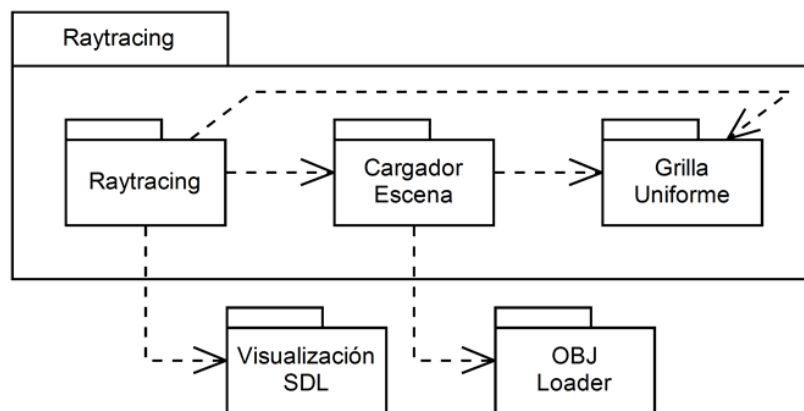 Raytracing
Raytracing
Cargador
Escena
Grilla
Uniforme
Visualización
SDL
OBJ
Loader